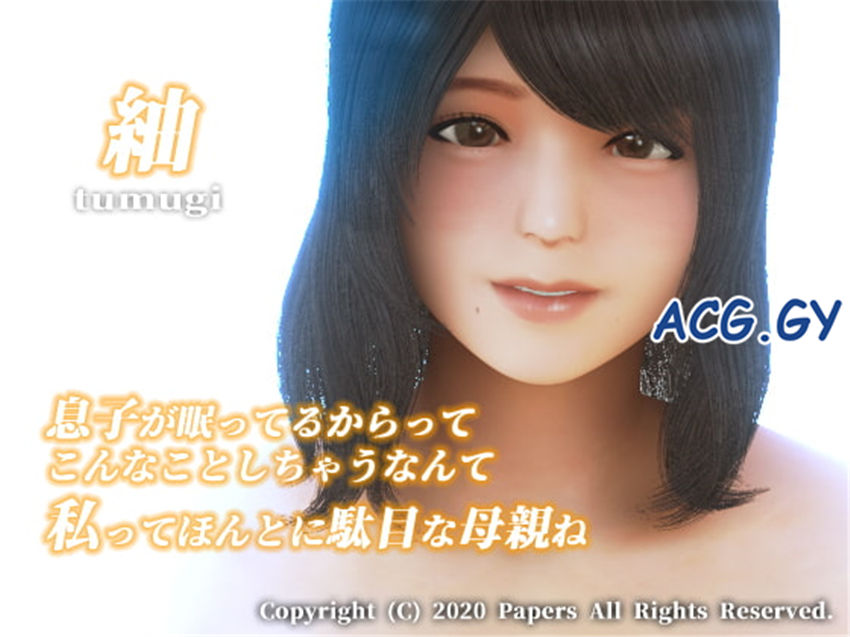 紬
tumugi
ACG.GY
息子が眠ってるからって
こんなことしちゃうなんて
私ってほんとに駄目な母親ね
Copyright (C) 2020 Papers All Rights Reserved.